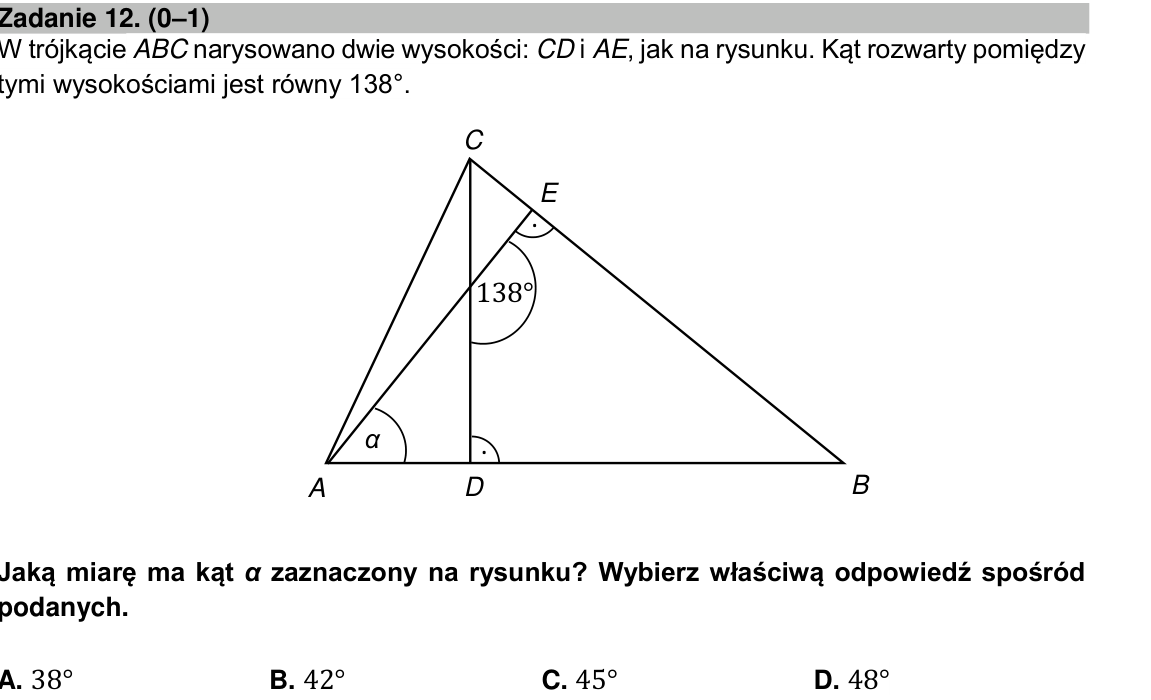 Zadanie 12. (0–1)
W trójkącie ABC narysowano dwie wysokości: CD i AE, jak na rysunku. Kąt rozwarty pomiędzy
tymi wysokościami jest równy 138°.
C
E
138°
α
A
D
B
Jaką miarę ma kąt α zaznaczony na rysunku? Wybierz właściwą odpowiedź spośród
podanych.
A. 38° B. 42° C. 45° D. 48°